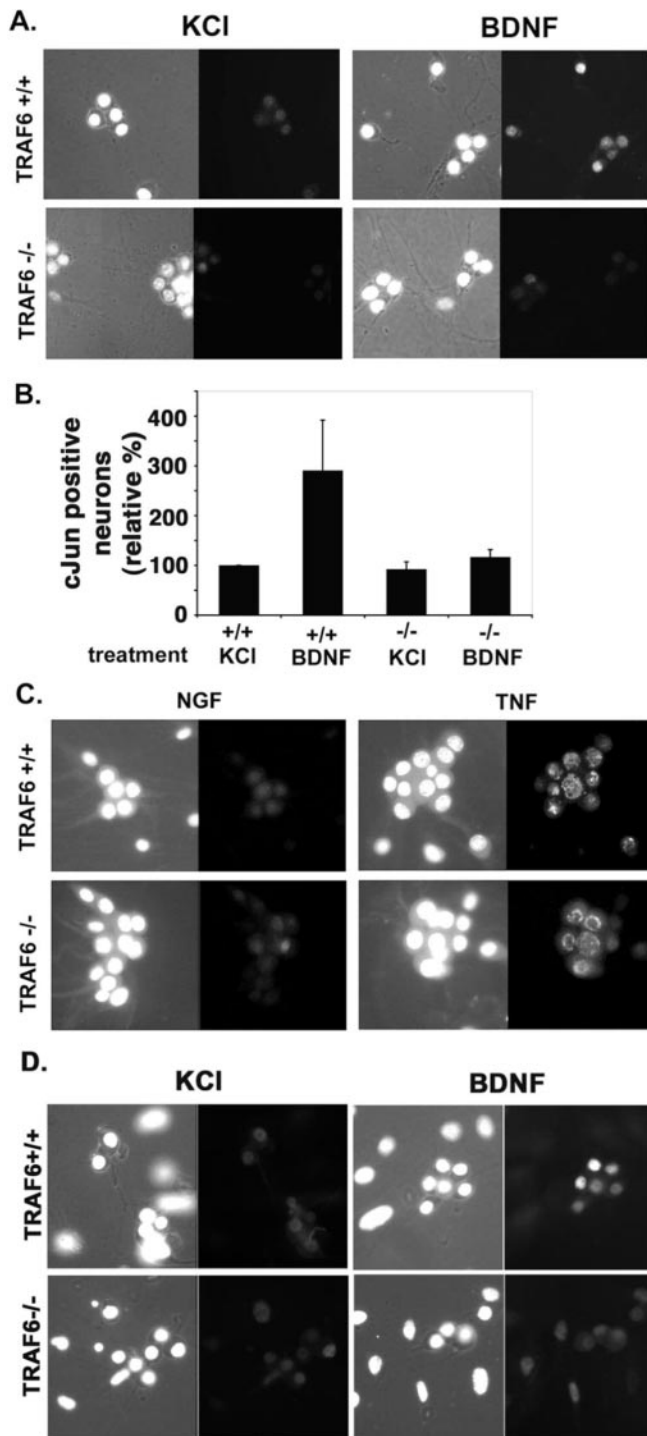 A.
KCl
BDNF
TRAF6 +/+
TRAF6 -/-
B.
cJun positive
neurons
(relative %)
400
300
200
100
0
+/+
+/+
-/-
-/-
treatment
KCl
BDNF
KCl
BDNF
C.
NGF
TNF
TRAF6 +/+
TRAF6 -/-
D.
KCl
BDNF
TRAF6+/+
TRAF6-/-